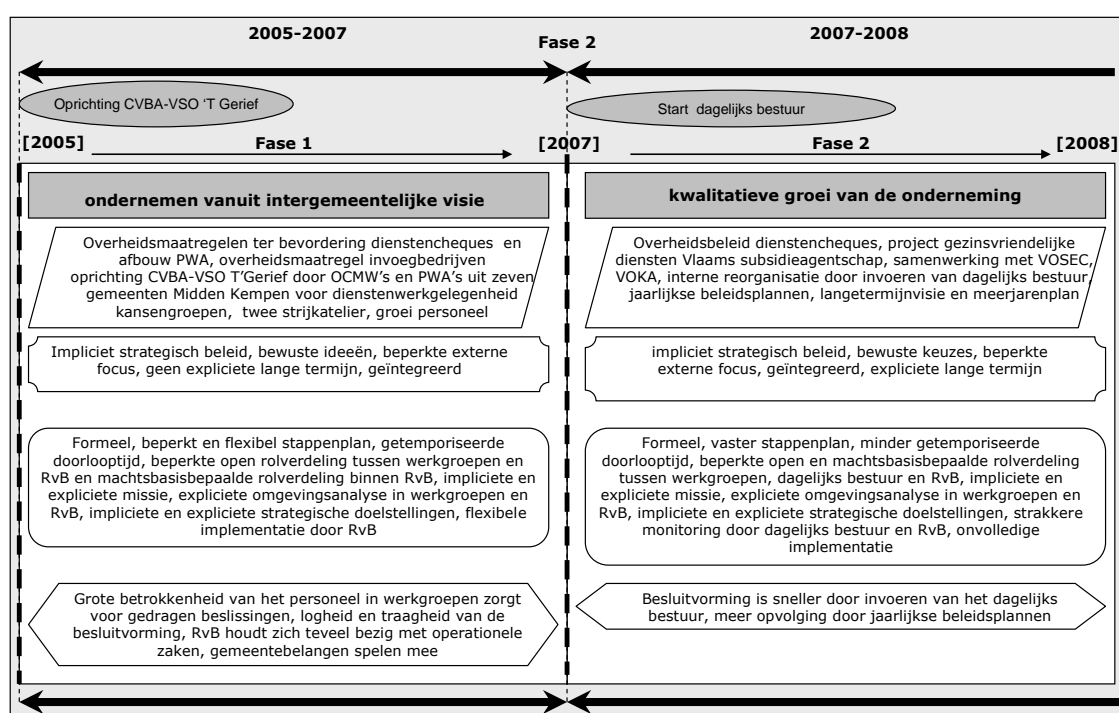 2005-2007
Fase 2
2007-2008
Oprichting CVBA-VSO ‘T Gerief
Start dagelijks bestuur
[2005]
Fase 1
[2007]
Fase 2
[2008]
ondernemen vanuit intergemeentelijke visie
Overheidsmaatregelen ter bevordering dienstencheques en
afbouw PWA, overheidsmaatregel invoegbedrijven
oprichting CVBA-VSO T’Gerief door OCMW’s en PWA’s uit zeven
gemeenten Midden Kempen voor dienstenwerkgelegenheid
kansengroepen, twee strijkatelier, groei personeel
Impliciet strategisch beleid, bewuste ideeën, beperkte externe
focus, geen expliciete lange termijn, geïntegreerd
Formeel, beperkt en flexibel stappenplan, getemporiseerde
doorlooptijd, beperkte open rolverdeling tussen werkgroepen en
RvB en machtsbasisbepaalde rolverdeling binnen RvB, impliciete en
expliciete missie, expliciete omgevingsanalyse in werkgroepen en
RvB, impliciete en expliciete strategische doelstellingen, flexibele
implementatie door RvB
Grote betrokkenheid van het personeel in werkgroepen zorgt
voor gedragen beslissingen, logheid en traagheid van de
besluitvorming, RvB houdt zich teveel bezig met operationele
zaken, gemeentebelangen spelen mee
kwalitatieve groei van de onderneming
Overheidsbeleid dienstencheques, project gezinsvriendelijke
diensten Vlaams subsidieagentschap, samenwerking met VOSEC,
VOKA, interne reorganisatie door invoeren van dagelijks bestuur,
jaarlijkse beleidsplannen, langetermijnvisie en meerjarenplan
impliciet strategisch beleid, bewuste keuzes, beperkte
externe focus, geïntegreerd, expliciete lange termijn
Formeel, vaster stappenplan, minder getemporiseerde
doorlooptijd, beperkte open en machtsbasisbepaalde rolverdeling
tussen werkgroepen, dagelijks bestuur en RvB, impliciete en
expliciete missie, expliciete omgevingsanalyse in werkgroepen en
RvB, impliciete en expliciete strategische doelstellingen, strakkere
monitoring door dagelijks bestuur en RvB, onvolledige
implementatie
Besluitvorming is sneller door invoeren van het dagelijks
bestuur, meer opvolging door jaarlijkse beleidsplannen